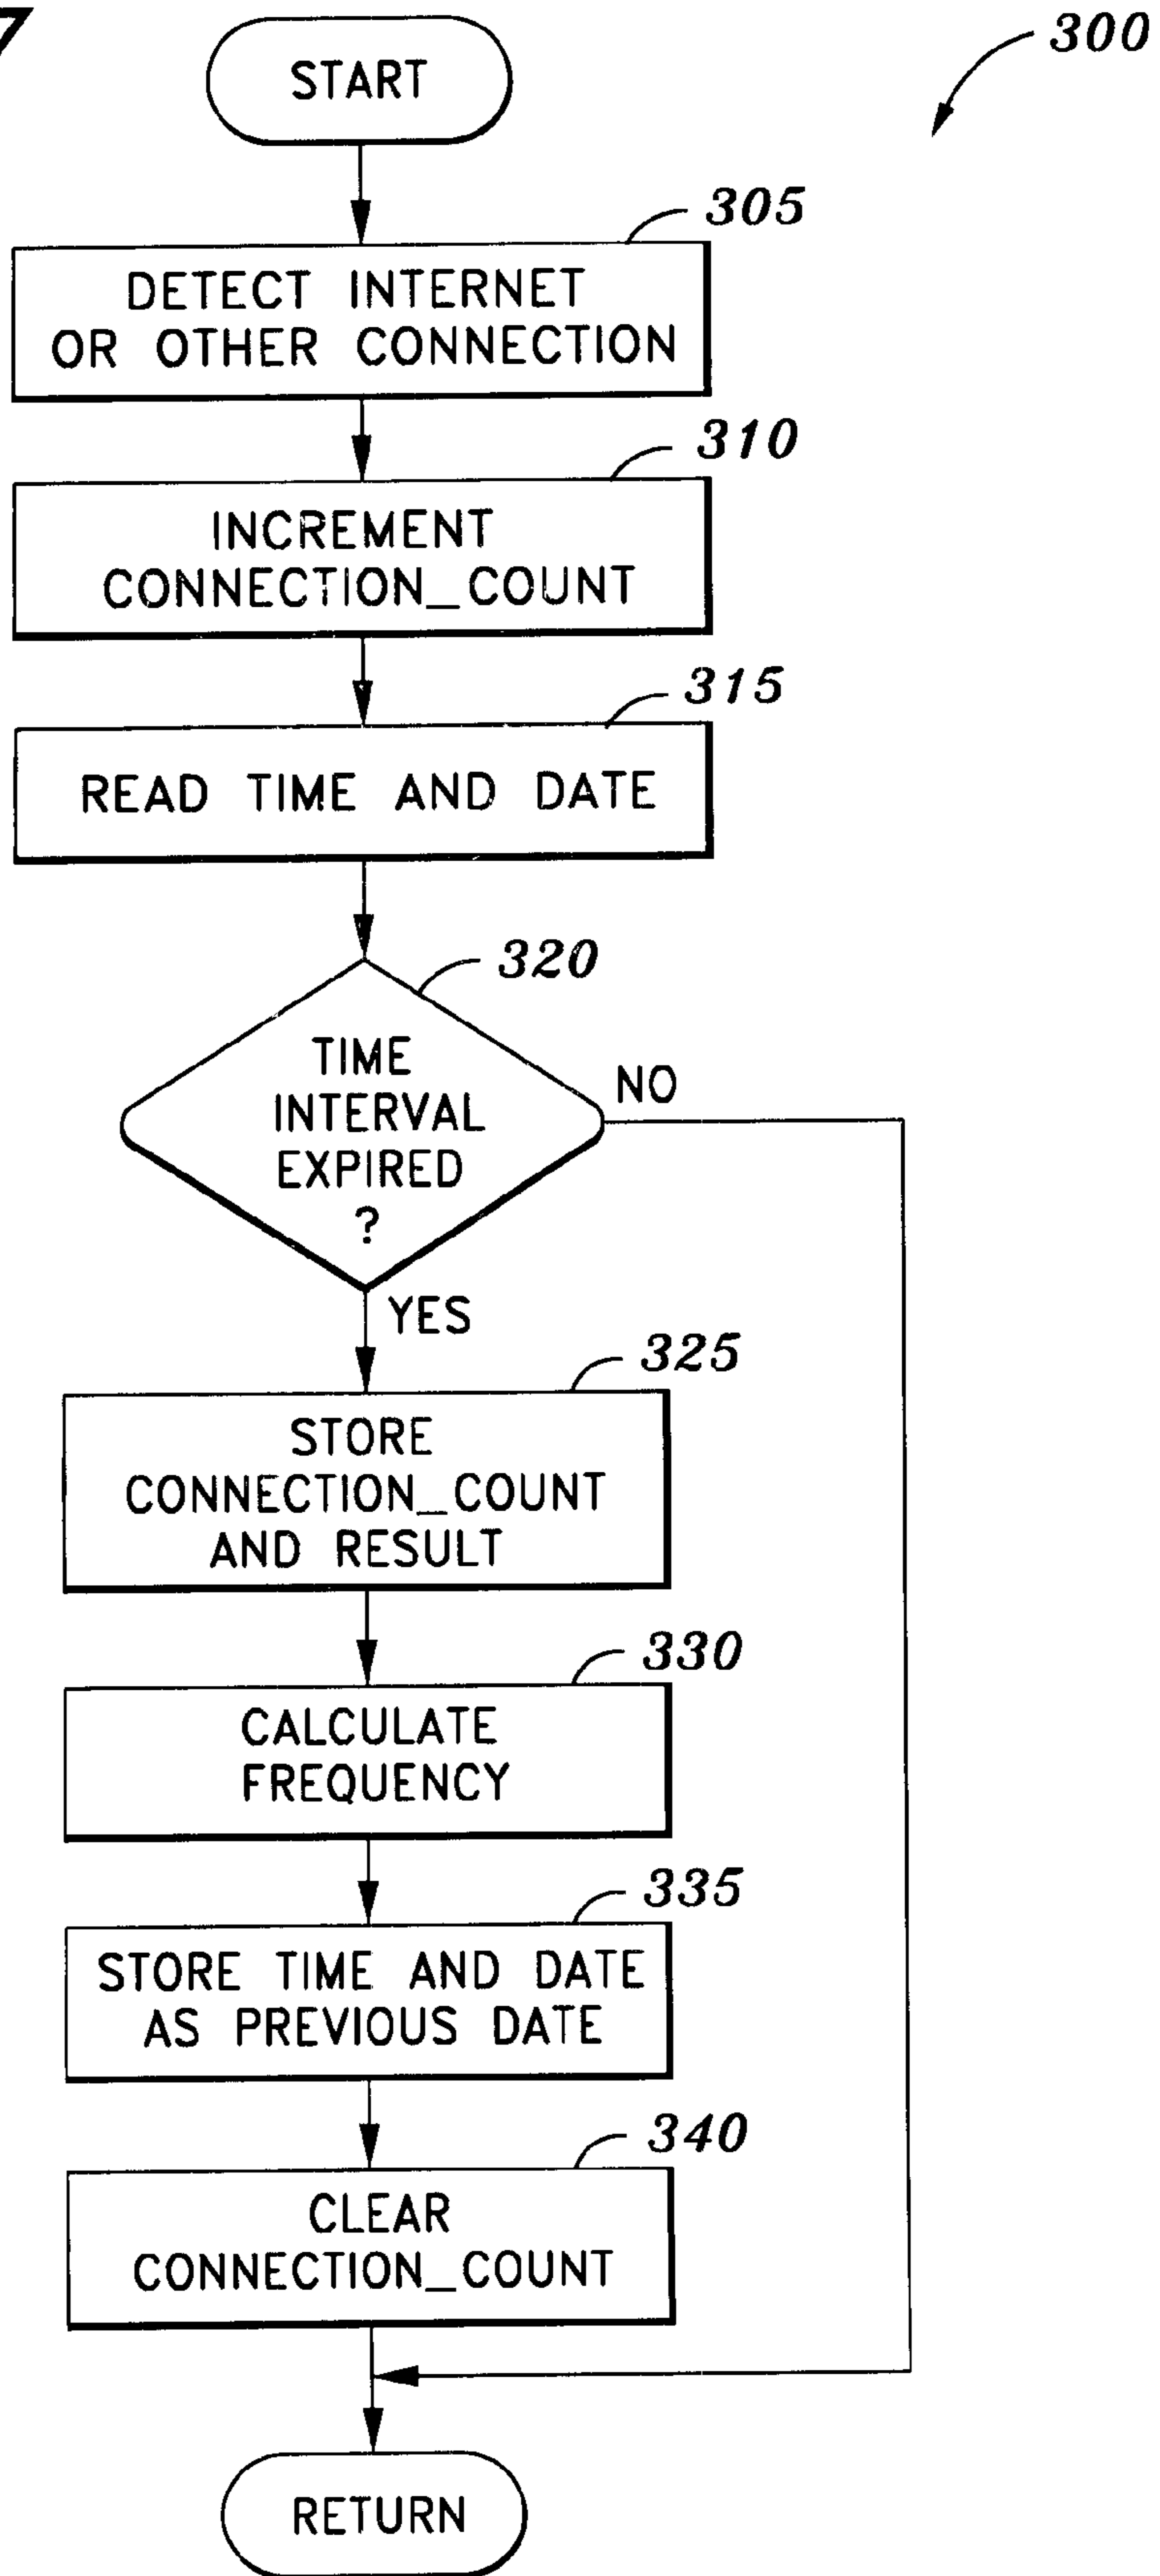 300
START
305
DETECT INTERNET
OR OTHER CONNECTION
310
INCREMENT
CONNECTION_COUNT
315
READ TIME AND DATE
320
TIME
INTERVAL
EXPIRED
?
NO
YES
325
STORE
CONNECTION_COUNT
AND RESULT
330
CALCULATE
FREQUENCY
335
STORE TIME AND DATE
AS PREVIOUS DATE
340
CLEAR
CONNECTION_COUNT
RETURN